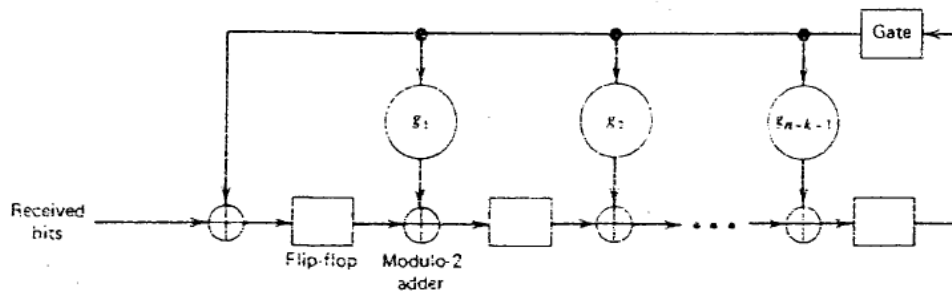 Gate
g₁
g₂
gₙ₋ₖ₋₁
Received
bits
Flip-flop
Modulo-2
adder